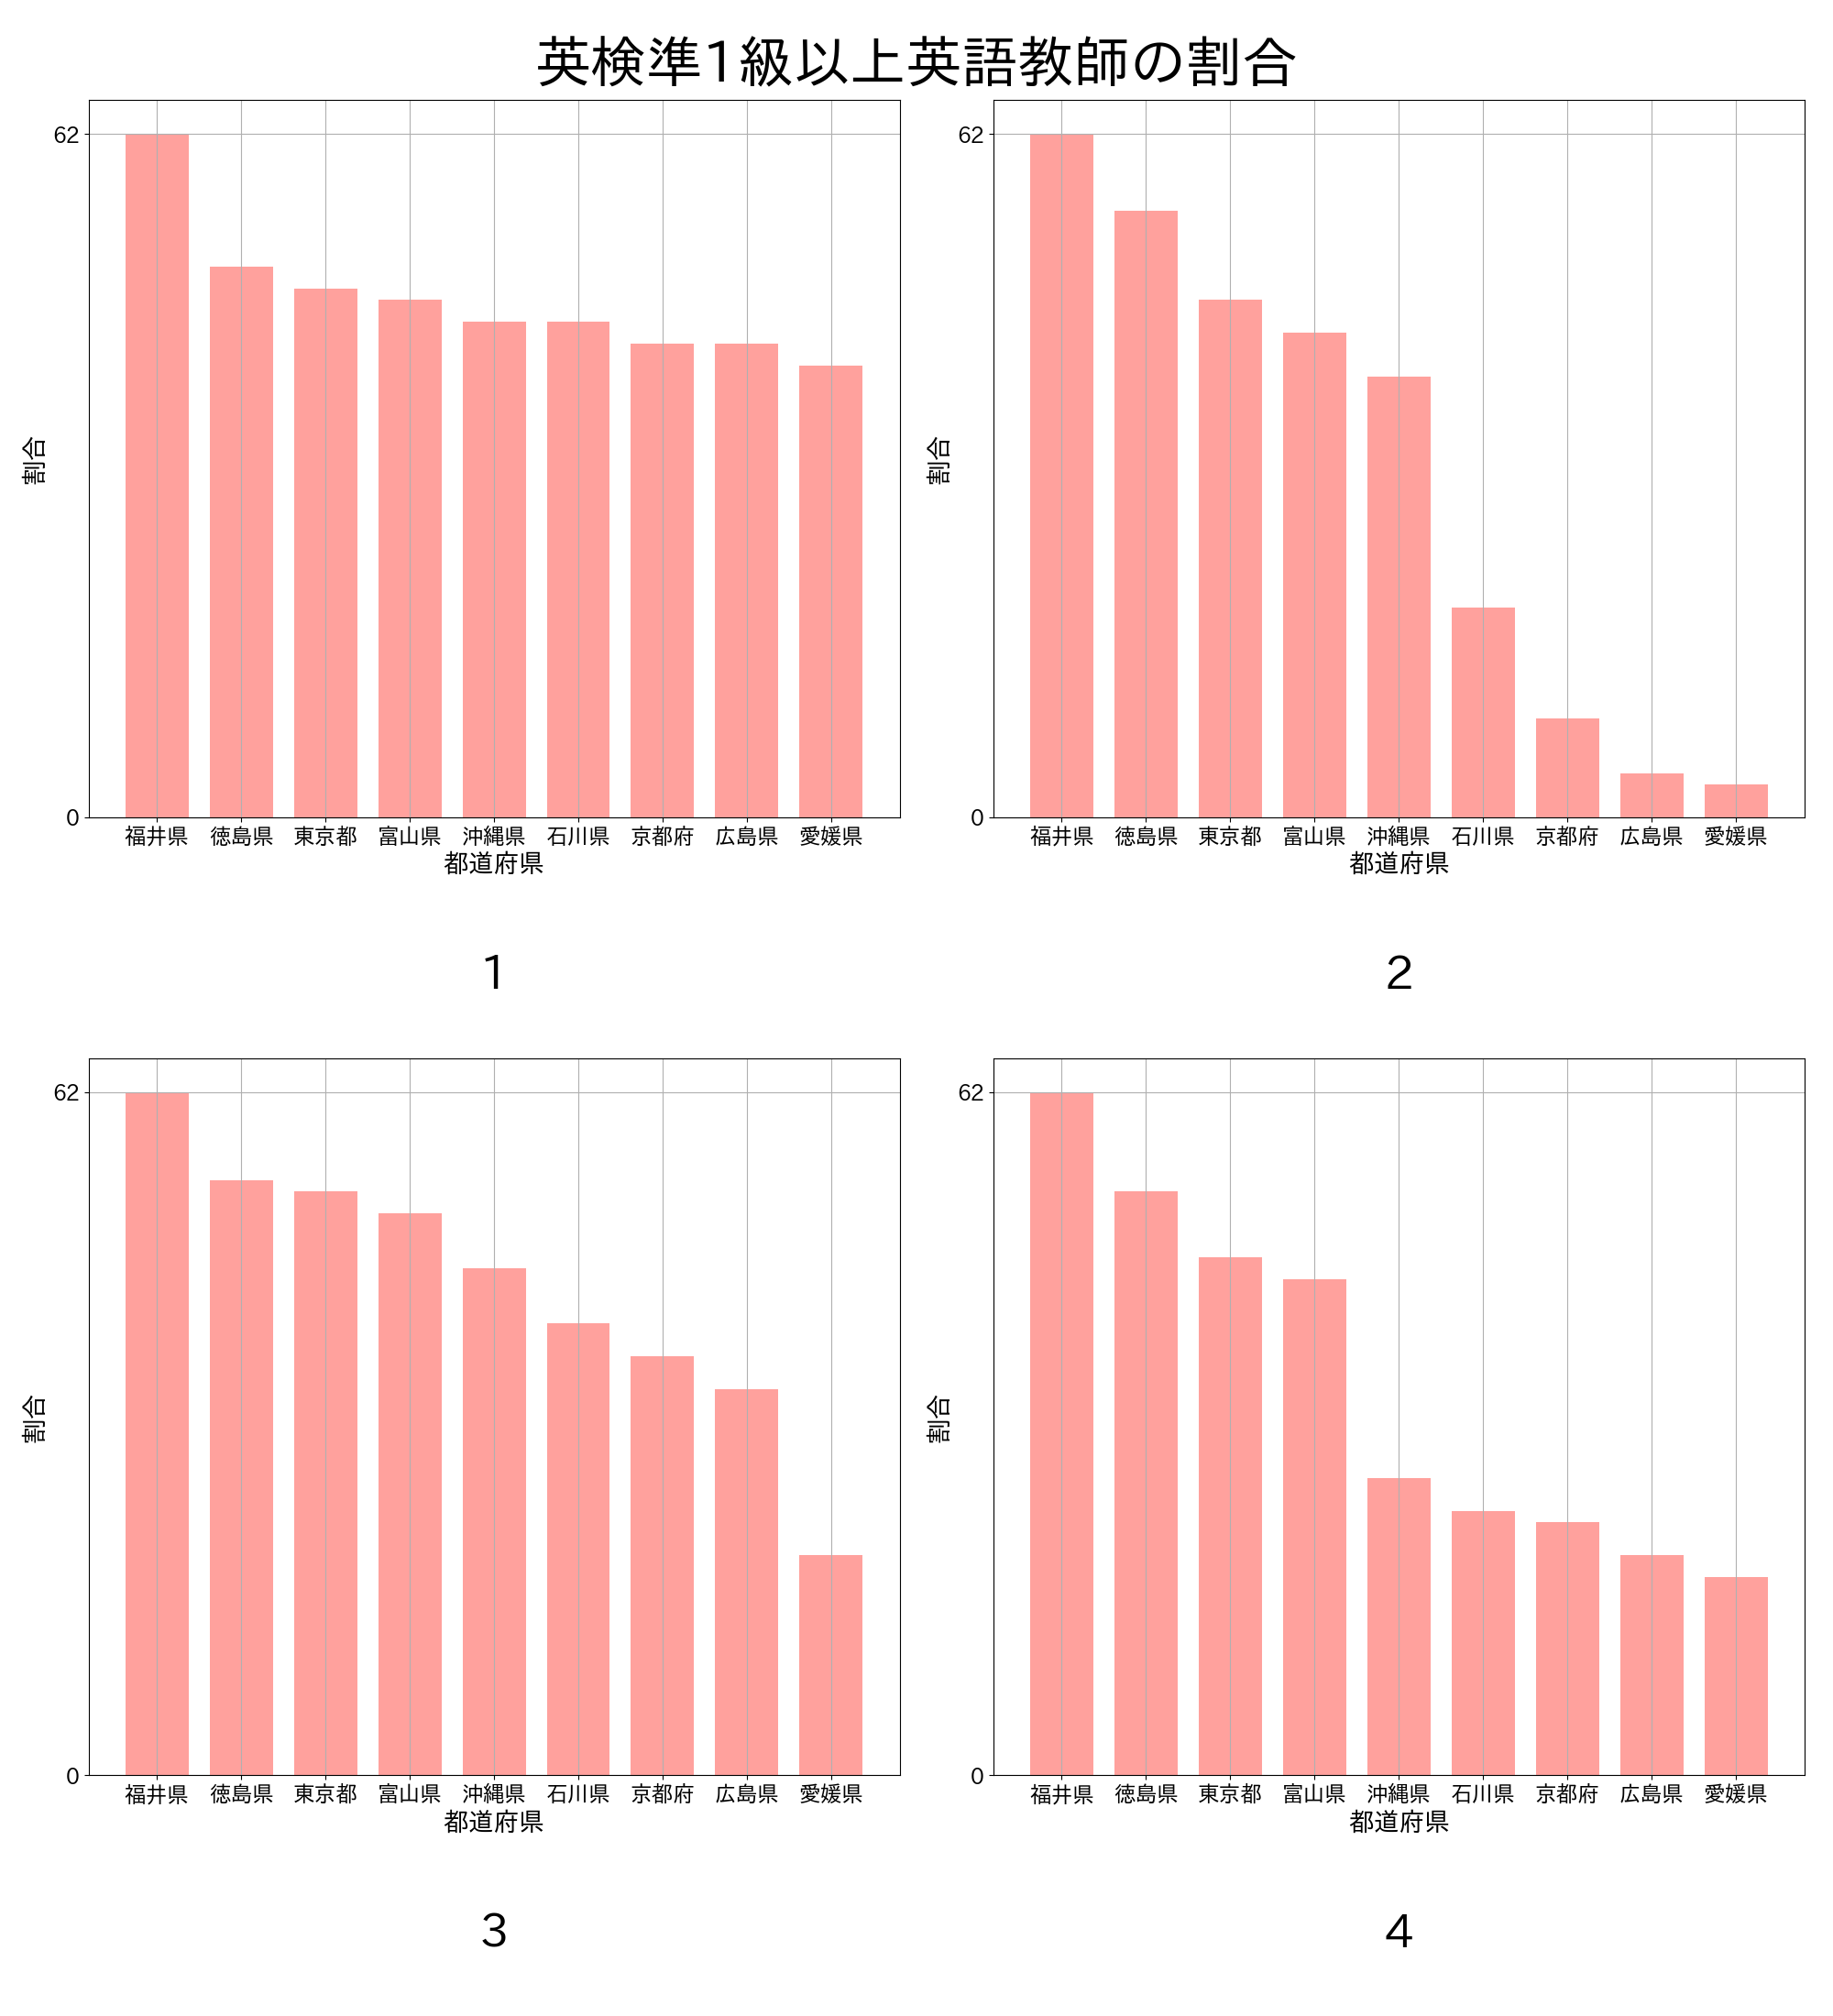 英検準1級以上英語教師の割合
62
0
割合
福井県 徳島県 東京都 富山県 沖縄県 石川県 京都府 広島県 愛媛県
都道府県
1
62
0
割合
福井県 徳島県 東京都 富山県 沖縄県 石川県 京都府 広島県 愛媛県
都道府県
2
62
0
割合
福井県 徳島県 東京都 富山県 沖縄県 石川県 京都府 広島県 愛媛県
都道府県
3
62
0
割合
福井県 徳島県 東京都 富山県 沖縄県 石川県 京都府 広島県 愛媛県
都道府県
4